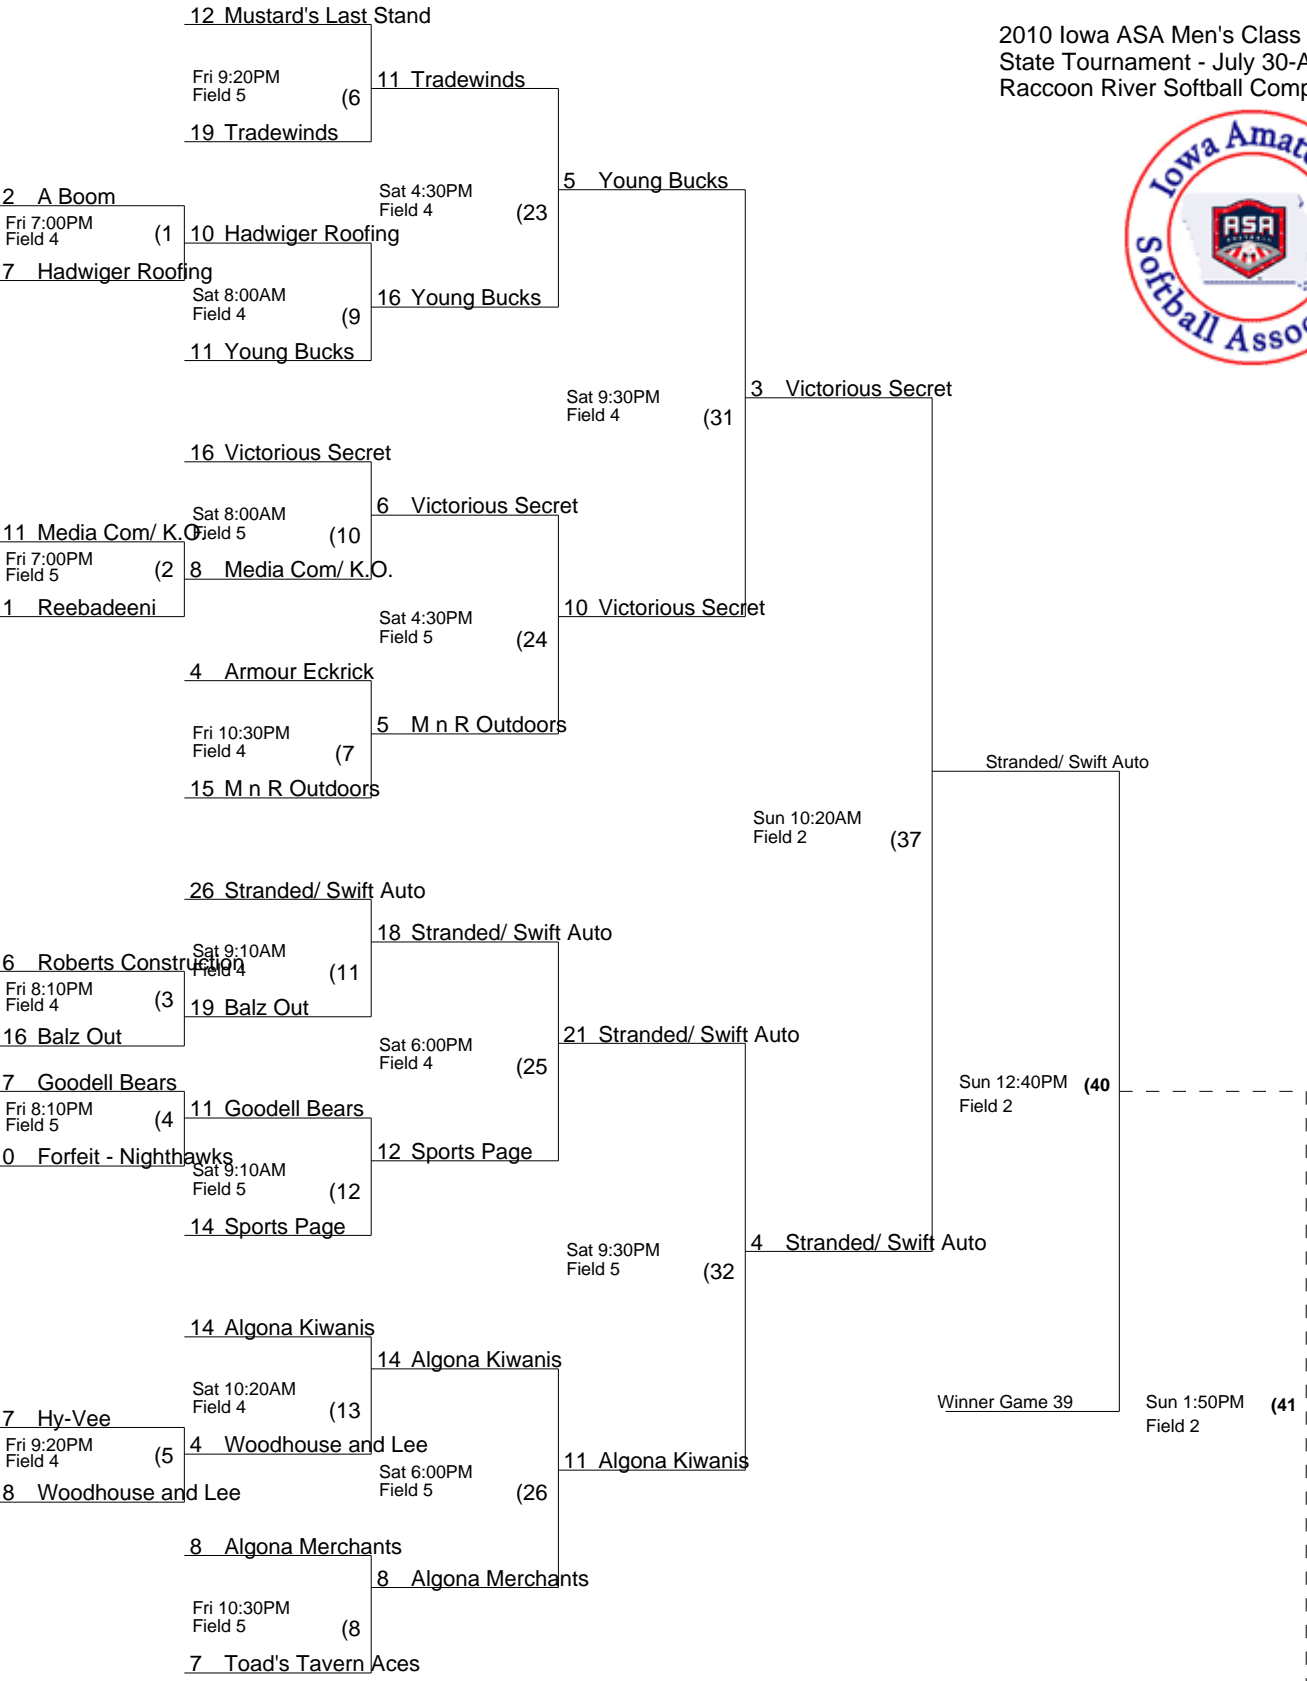 12 Mustard's Last Stand
2010 Iowa ASA Men's Class
State Tournament - July 30-A
Raccoon River Softball Comp
Iowa Amate
Softball Assoc
ASA
Fri 9:20PM
Field 5
(6
11 Tradewinds
19 Tradewinds
2 A Boom
Fri 7:00PM
Field 4
(1
10 Hadwiger Roofing
7 Hadwiger Roofing
Sat 4:30PM
Field 4
(23
5 Young Bucks
Sat 8:00AM
Field 4
(9
16 Young Bucks
11 Young Bucks
Sat 9:30PM
Field 4
(31
3 Victorious Secret
16 Victorious Secret
Sat 8:00AM
Field 5
(10
6 Victorious Secret
11 Media Com/ K.O.
Fri 7:00PM
Field 5
(2
8 Media Com/ K.O.
1 Reebadeeni
Sat 4:30PM
Field 5
(24
10 Victorious Secret
4 Armour Eckrick
Fri 10:30PM
Field 4
(7
5 M n R Outdoors
15 M n R Outdoors
Stranded/ Swift Auto
Sun 10:20AM
Field 2
(37
26 Stranded/ Swift Auto
Sat 9:10AM
Field 4
(11
18 Stranded/ Swift Auto
6 Roberts Construction
Fri 8:10PM
Field 4
(3
19 Balz Out
16 Balz Out
Sat 6:00PM
Field 4
(25
21 Stranded/ Swift Auto
7 Goodell Bears
Fri 8:10PM
Field 5
(4
11 Goodell Bears
0 Forfeit - Nighthawks
Sat 9:10AM
Field 5
(12
12 Sports Page
14 Sports Page
Sun 12:40PM
Field 2
(40
Sat 9:30PM
Field 5
(32
4 Stranded/ Swift Auto
14 Algona Kiwanis
Sat 10:20AM
Field 4
(13
14 Algona Kiwanis
7 Hy-Vee
Fri 9:20PM
Field 4
(5
4 Woodhouse and Lee
8 Woodhouse and Lee
Sat 6:00PM
Field 5
(26
11 Algona Kiwanis
Winner Game 39
Sun 1:50PM
Field 2
(41
8 Algona Merchants
Fri 10:30PM
Field 5
(8
8 Algona Merchants
7 Toad's Tavern Aces